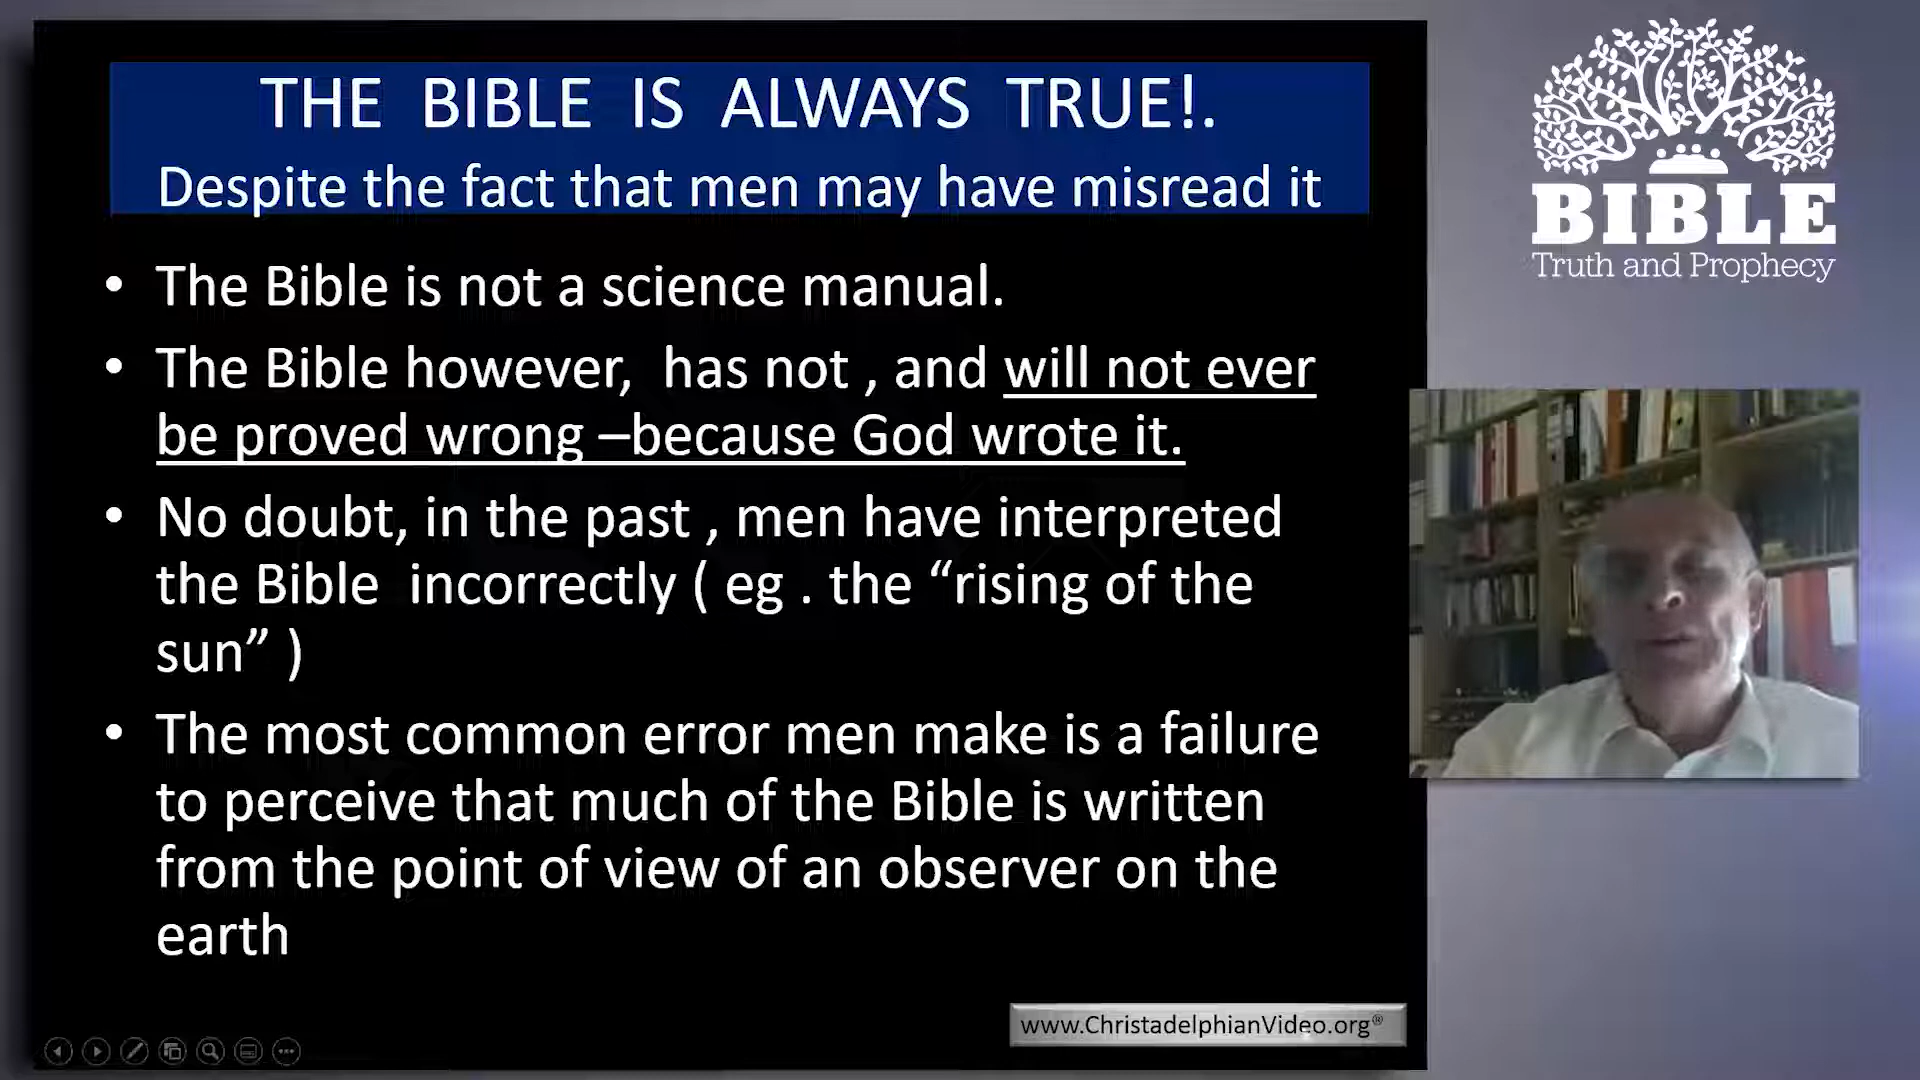 THE BIBLE IS ALWAYS TRUE!.
Despite the fact that men may have misread it
• The Bible is not a science manual.
• The Bible however, has not , and will not ever
be proved wrong –because God wrote it.
• No doubt, in the past , men have interpreted
the Bible incorrectly ( eg . the “rising of the
sun” )
• The most common error men make is a failure
to perceive that much of the Bible is written
from the point of view of an observer on the
earth
www.ChristadelphianVideo.org®
BIBLE
Truth and Prophecy